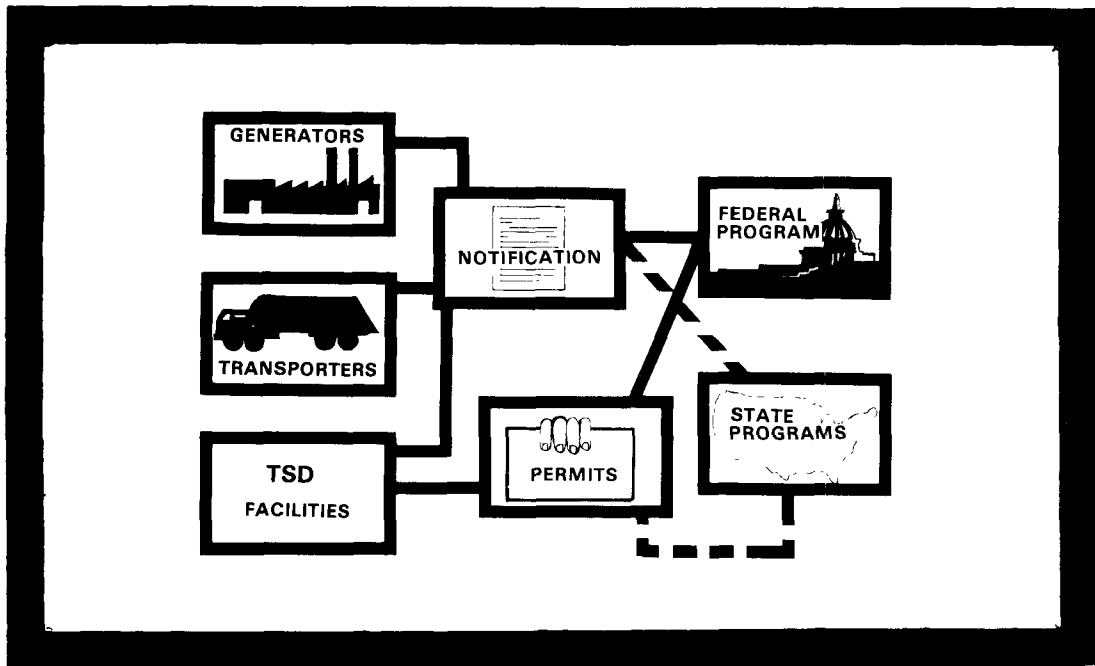 GENERATORS
TRANSPORTERS
TSD
FACILITIES
NOTIFICATION
PERMITS
FEDERAL
PROGRAM
STATE
PROGRAMS